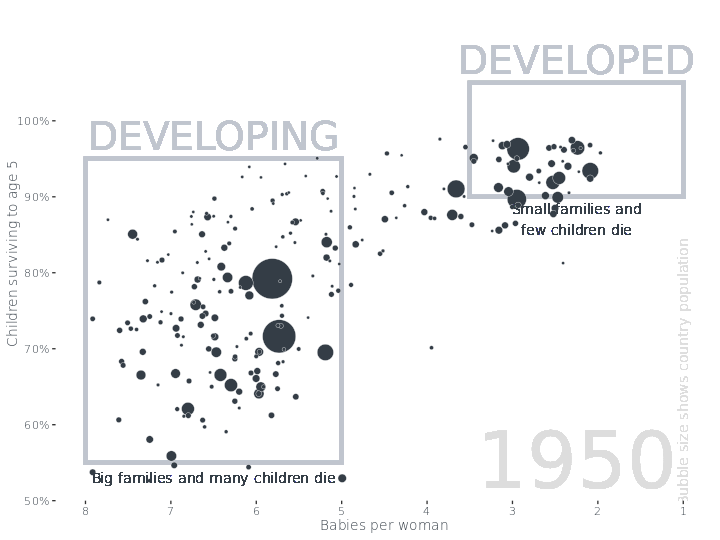 DEVELOPED
DEVELOPING
Small families and
few children die
Big families and many children die
1950
Bubble size shows country population
Children surviving to age 5
100%
90%
80%
70%
60%
50%
8
7
6
5
4
3
2
1
Babies per woman